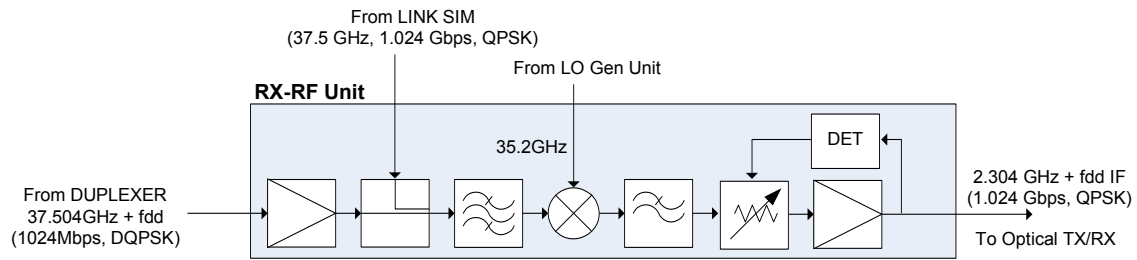 From LINK SIM
(37.5 GHz, 1.024 Gbps, QPSK)
From LO Gen Unit
RX-RF Unit
35.2GHz
DET
From DUPLEXER
37.504GHz + fdd
(1024Mbps, DQPSK)
2.304 GHz + fdd IF
(1.024 Gbps, QPSK)
To Optical TX/RX